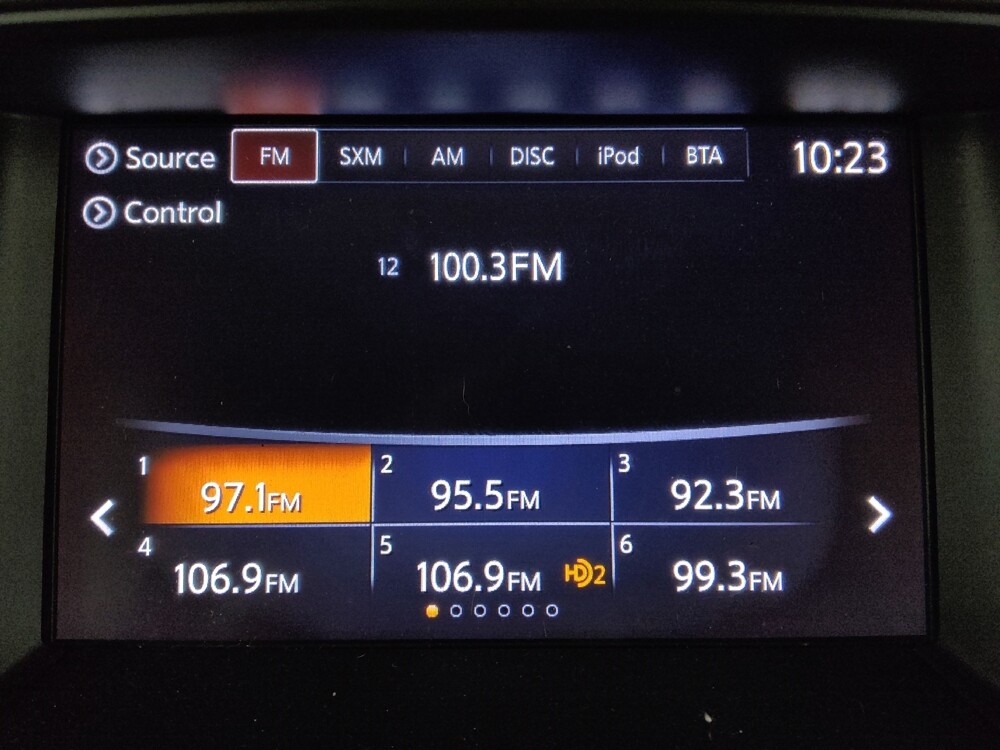 Source FM SXM AM DISC iPod BTA 10:23
Control
12 100.3FM
1 97.1FM 2 95.5FM 3 92.3FM
4 106.9FM 5 106.9FM HD2 6 99.3FM